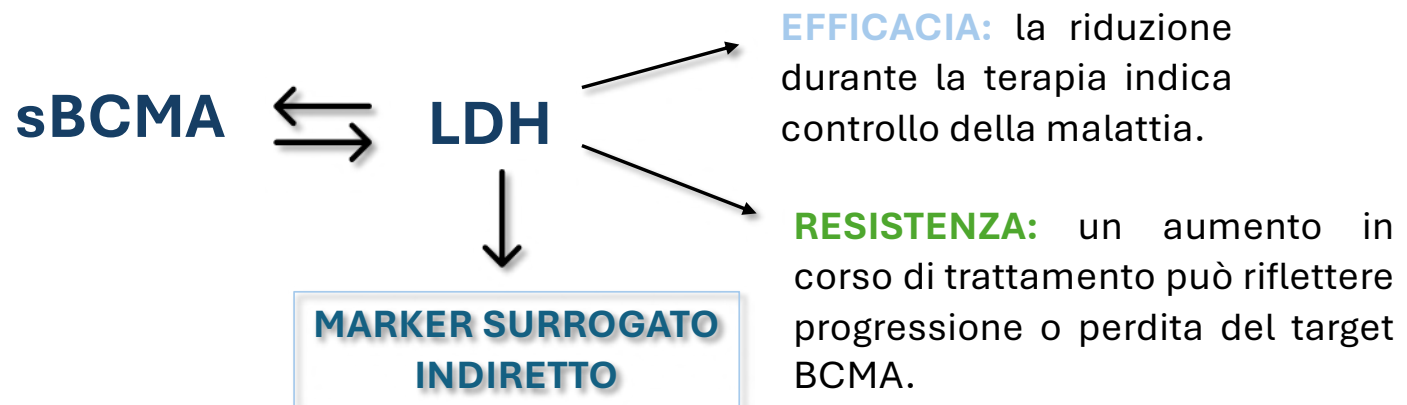 sBCMA
LDH
EFFICACIA: la riduzione
durante la terapia indica
controllo della malattia.
RESISTENZA: un aumento in
corso di trattamento può riflettere
progressione o perdita del target
BCMA.
MARKER SURROGATO
INDIRETTO